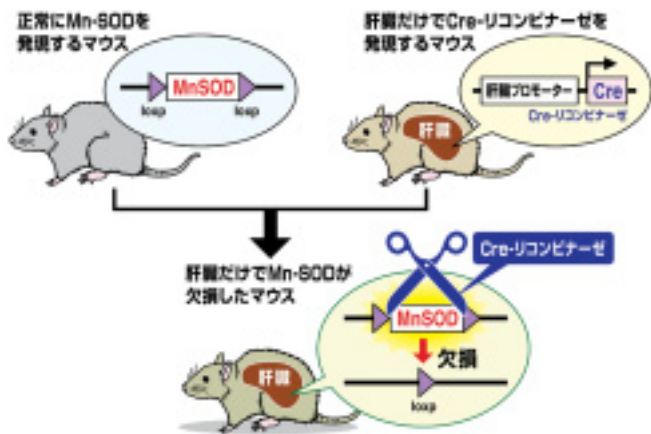 正常にMn-SODを
発現するマウス
MnSOD
loxp
loxp
肝臓だけでCre-リコンビナーゼを
発現するマウス
肝臓プロモーター
Cre
Cre-リコンビナーゼ
肝臓
肝臓だけでMn-SODが
欠損したマウス
Cre-リコンビナーゼ
MnSOD
欠損
loxp
肝臓